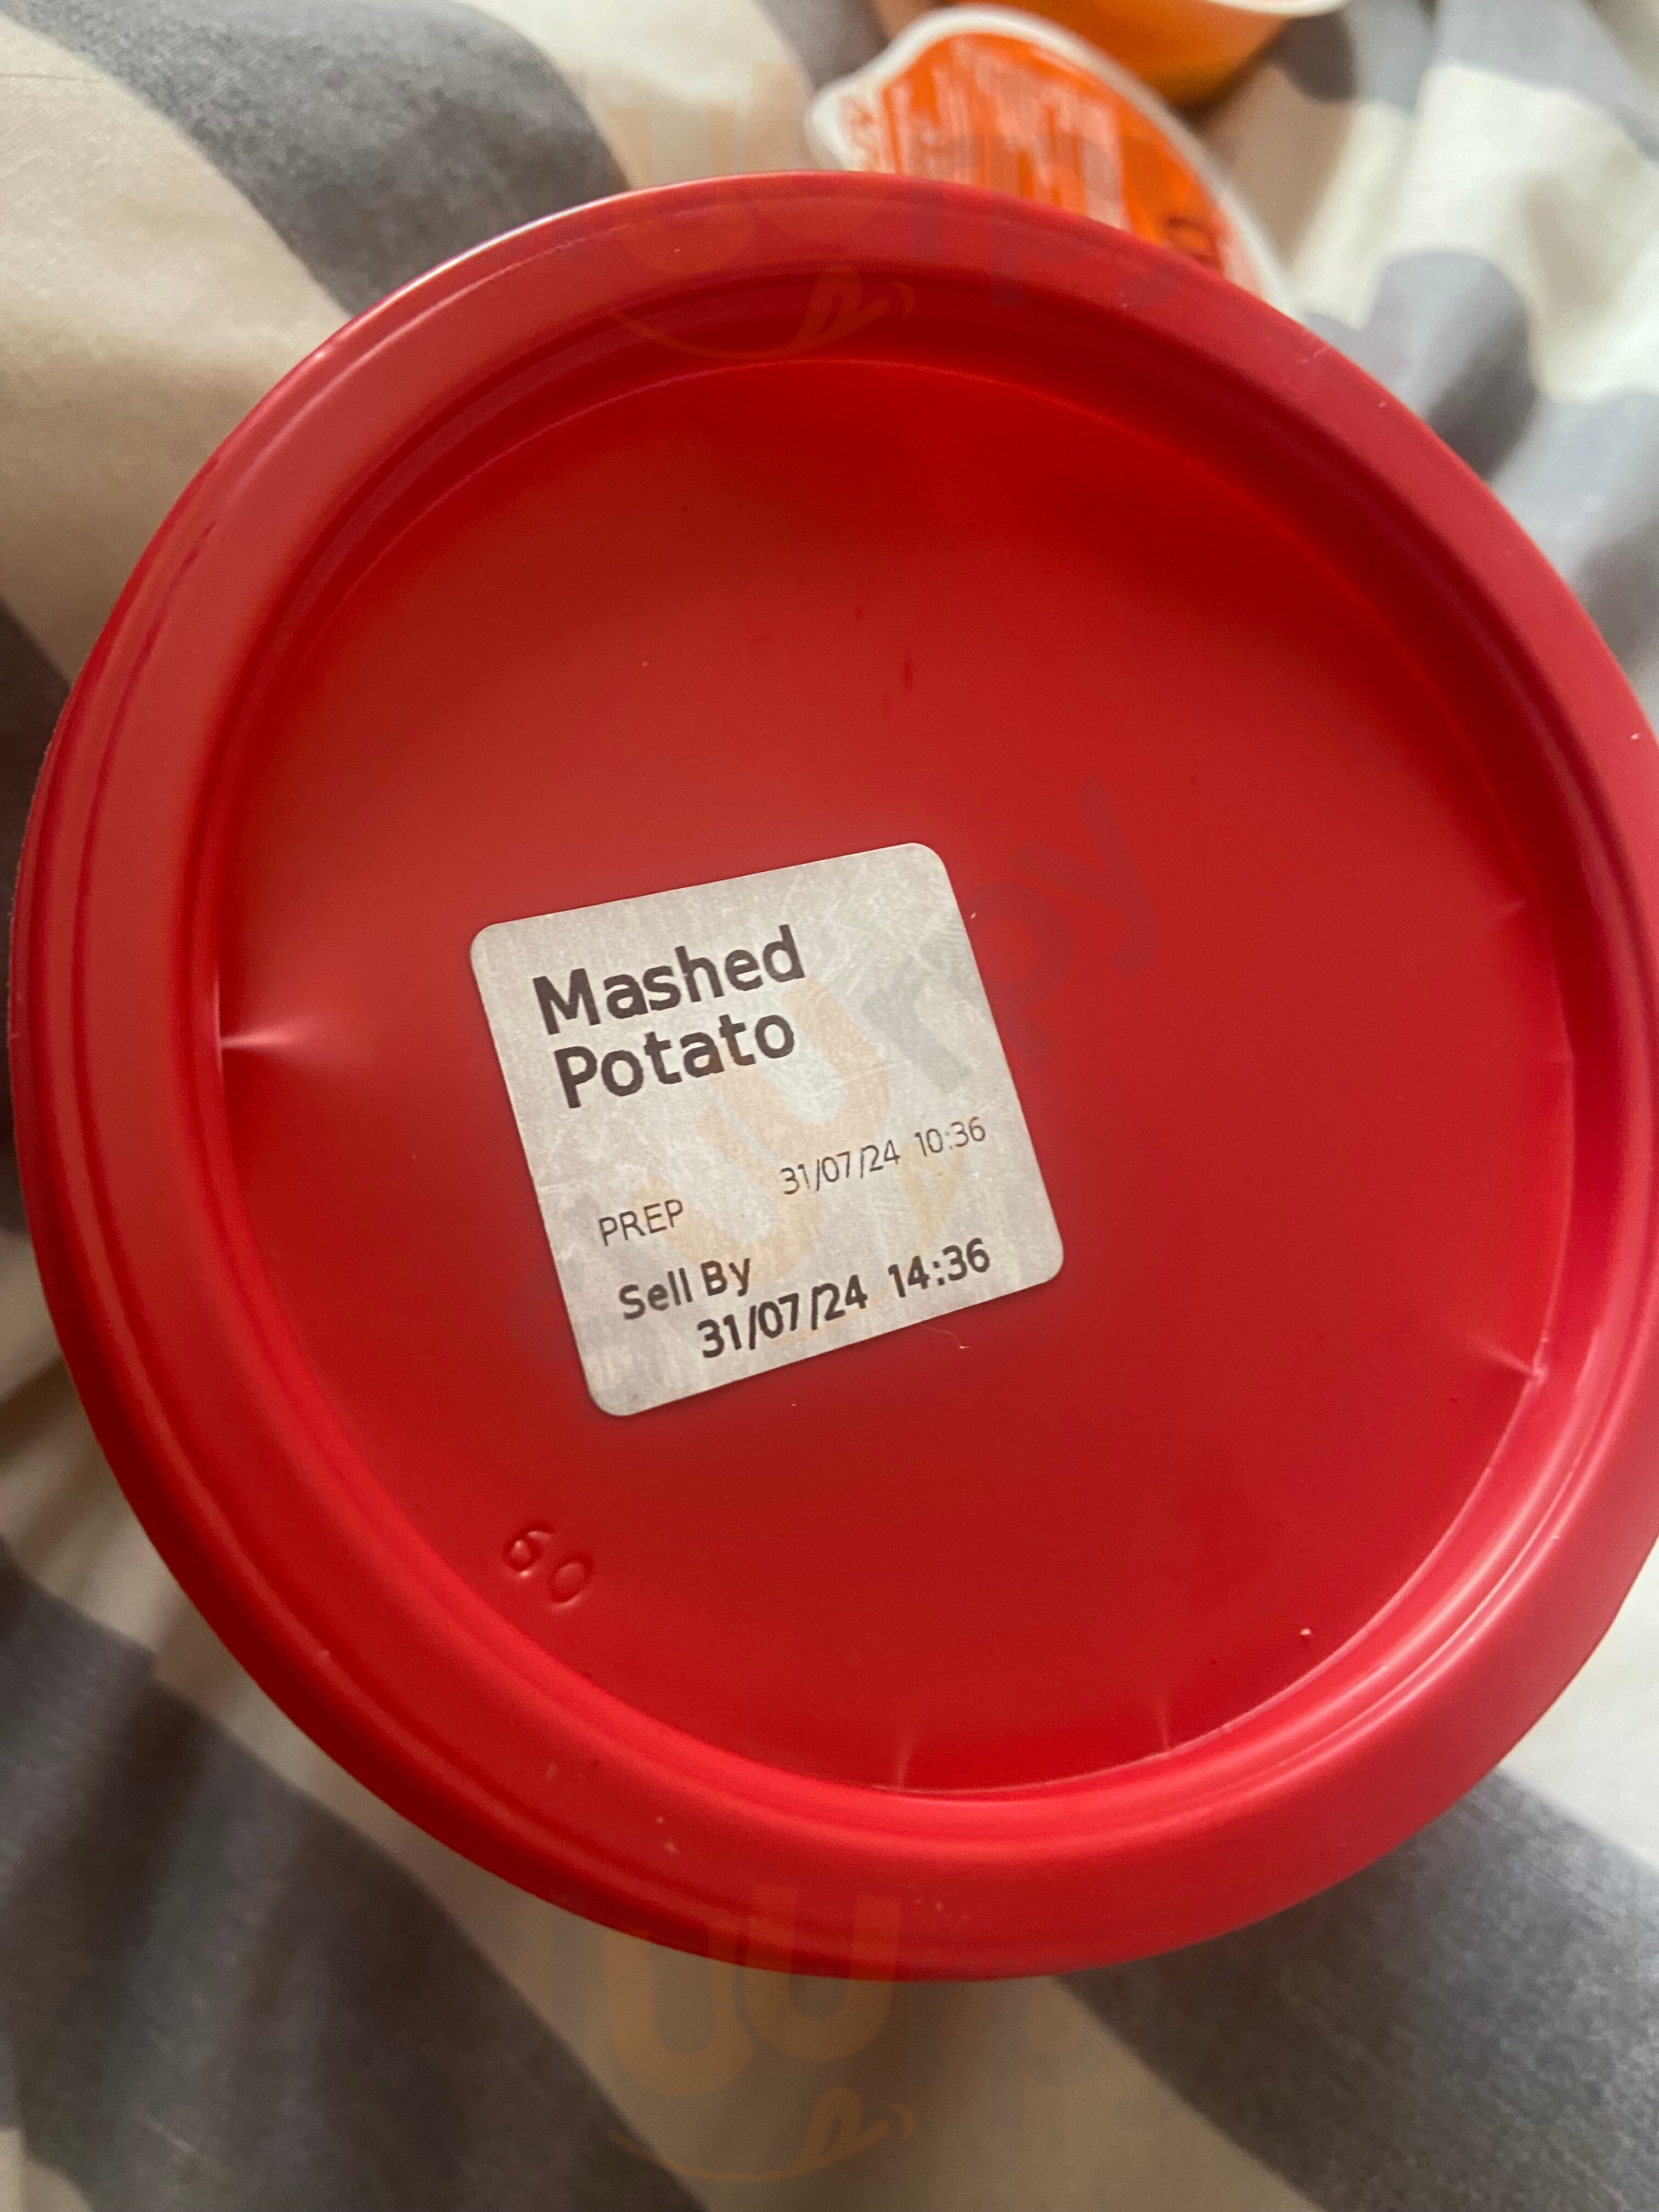 Mashed
Potato
31/07/24 10:36
PREP
Sell By
31/07/24 14:36
60